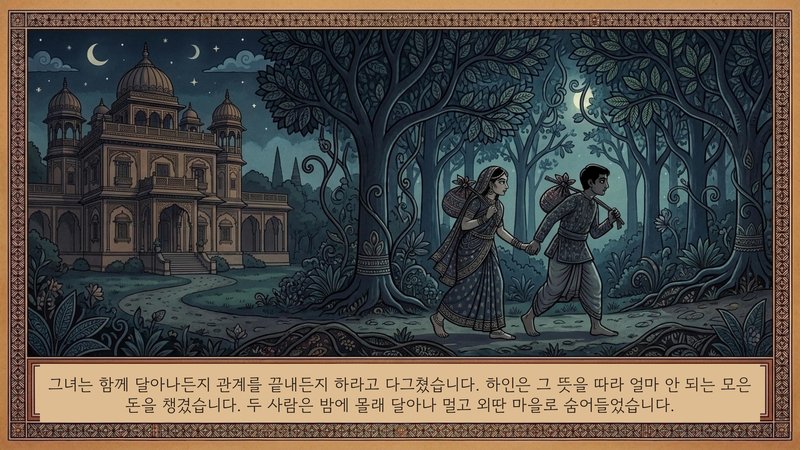 그녀는 함께 달아나든지 관계를 끝내든지 하라고 다그쳤습니다. 하인은 그 뜻을 따라 얼마 안 되는 모은
돈을 챙겼습니다. 두 사람은 밤에 몰래 달아나 멀고 외딴 마을로 숨어들었습니다.